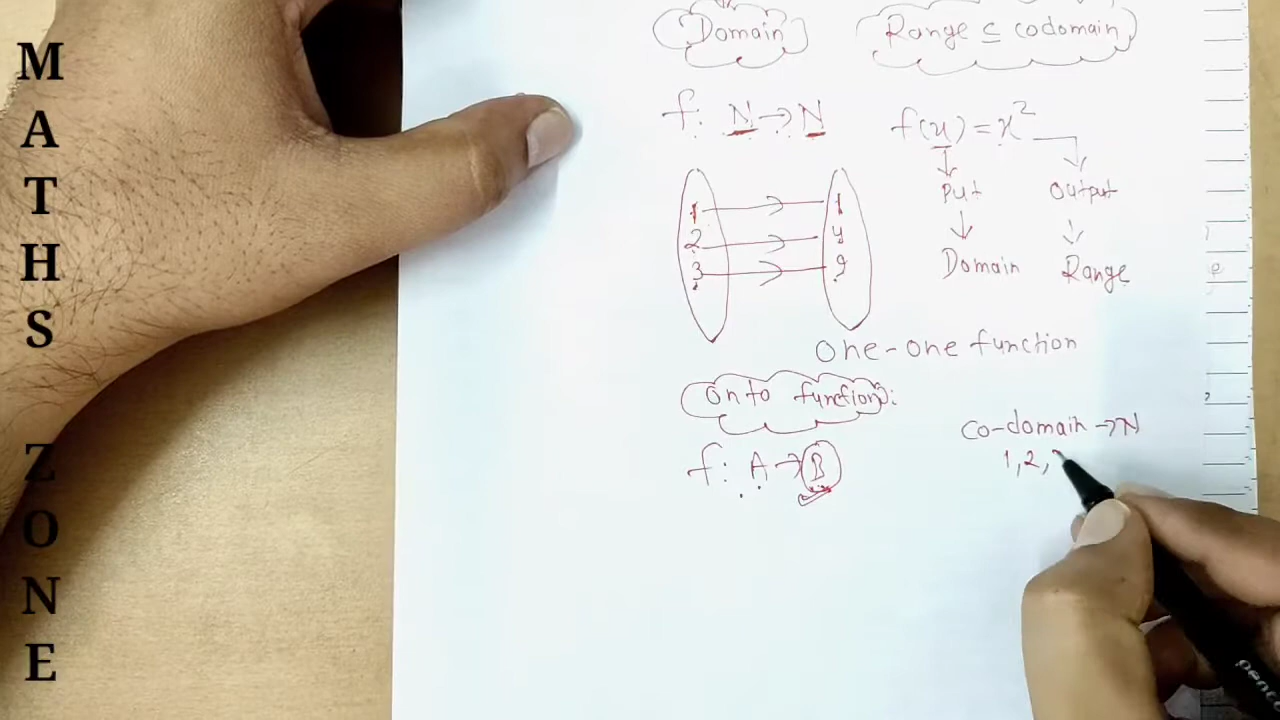 MATHS ZONE
Domain
Range ⊆ codomain
f: N→N
f(x)=x²
Put
Output
Domain
Range
1 1
2 4
3 9
One-one function
Onto function:
Co-domain →N
1,2,
f: A→B